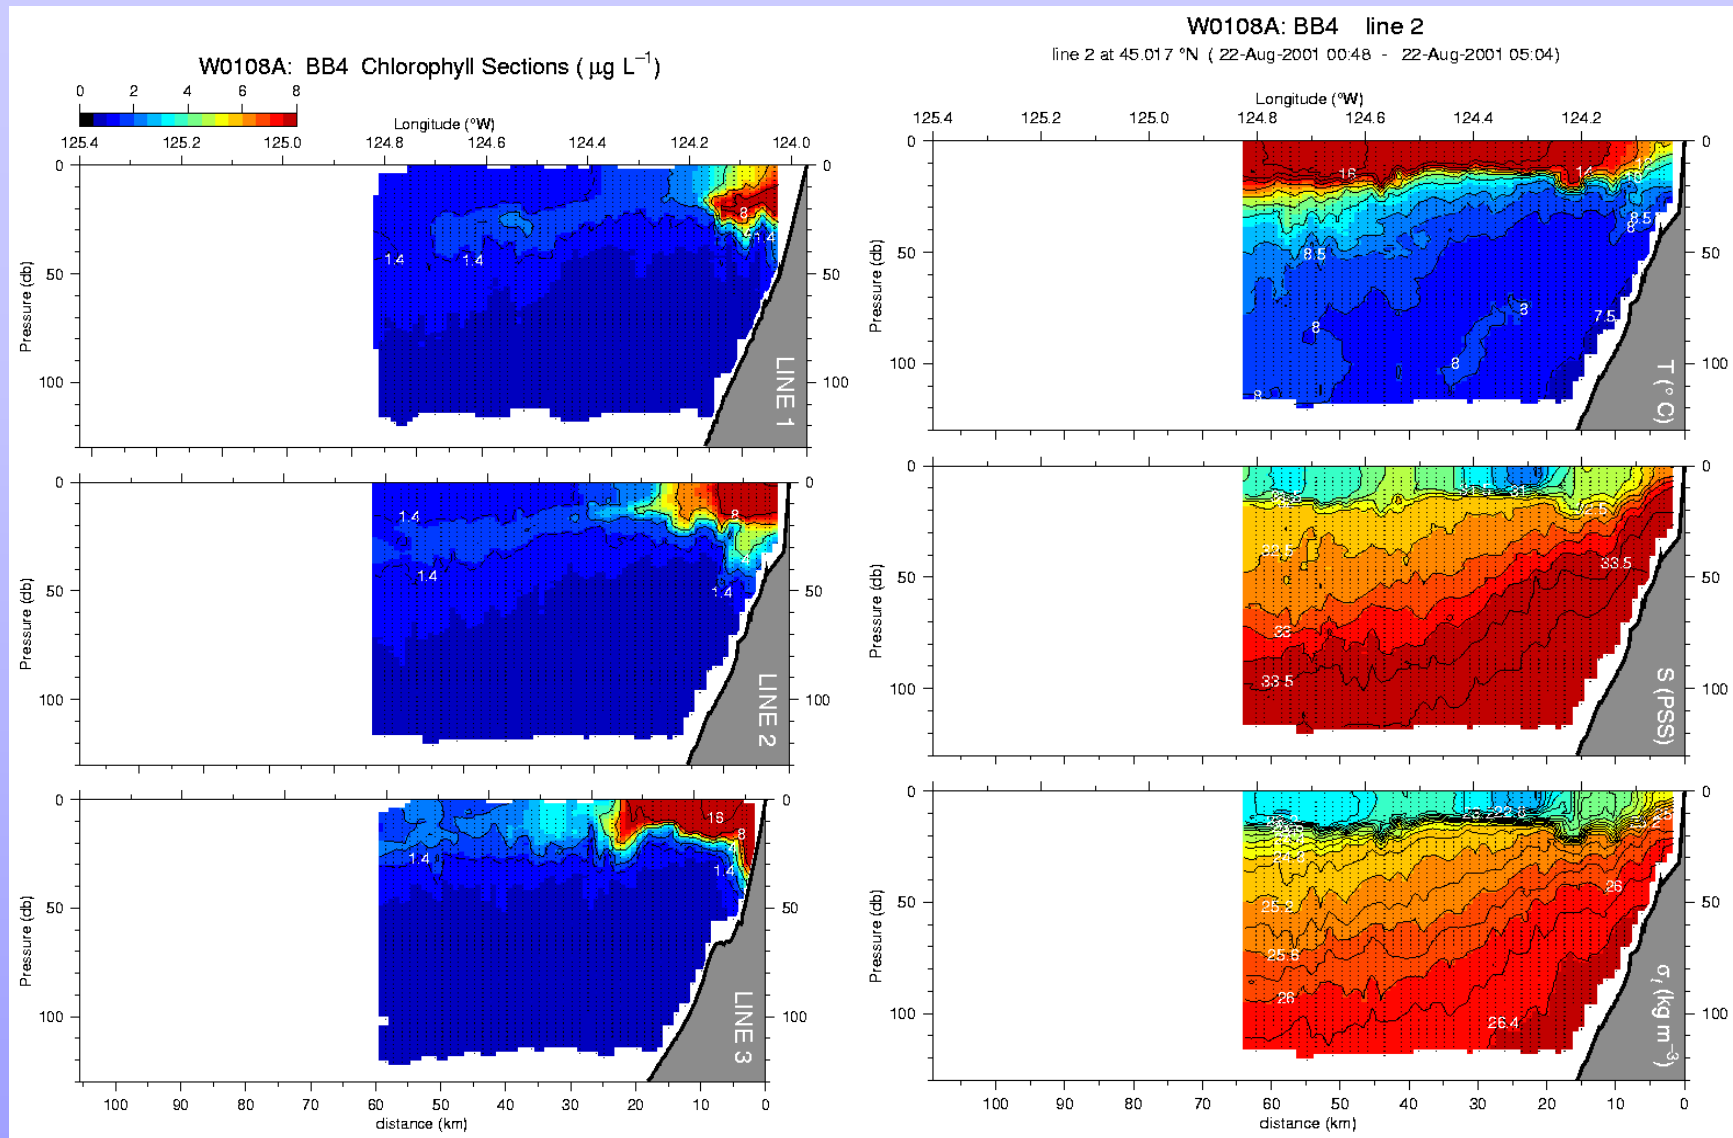 W0108A: BB4 Chlorophyll Sections ( μg L⁻¹)
0 2 4 6 8
Longitude (°W)
125.4 125.2 125.0 124.8 124.6 124.4 124.2 124.0
0 0
50 50
100 100
Pressure (db)
8
1.4
1.4
1.4
LINE 1
0 0
50 50
100 100
Pressure (db)
1.4
8
4
1.4
1.4
LINE 2
0 0
50 50
100 100
Pressure (db)
16
8
1.4
1.4
LINE 3
100 90 80 70 60 50 40 30 20 10 0
distance (km)
W0108A: BB4 line 2
line 2 at 45.017 °N ( 22-Aug-2001 00:48 - 22-Aug-2001 05:04)
Longitude (°W)
125.4 125.2 125.0 124.8 124.6 124.4 124.2
0 0
50 50
100 100
Pressure (db)
16
14
8.5
8
8.5
8
8
7.5
8
8
T (° C)
0 0
50 50
100 100
Pressure (db)
31.5
31
32.5
32.5
33.5
33
33.5
S (PSS)
0 0
50 50
100 100
Pressure (db)
26
25.2
25.6
26
26.4
σt (kg m⁻³)
100 90 80 70 60 50 40 30 20 10 0
distance (km)